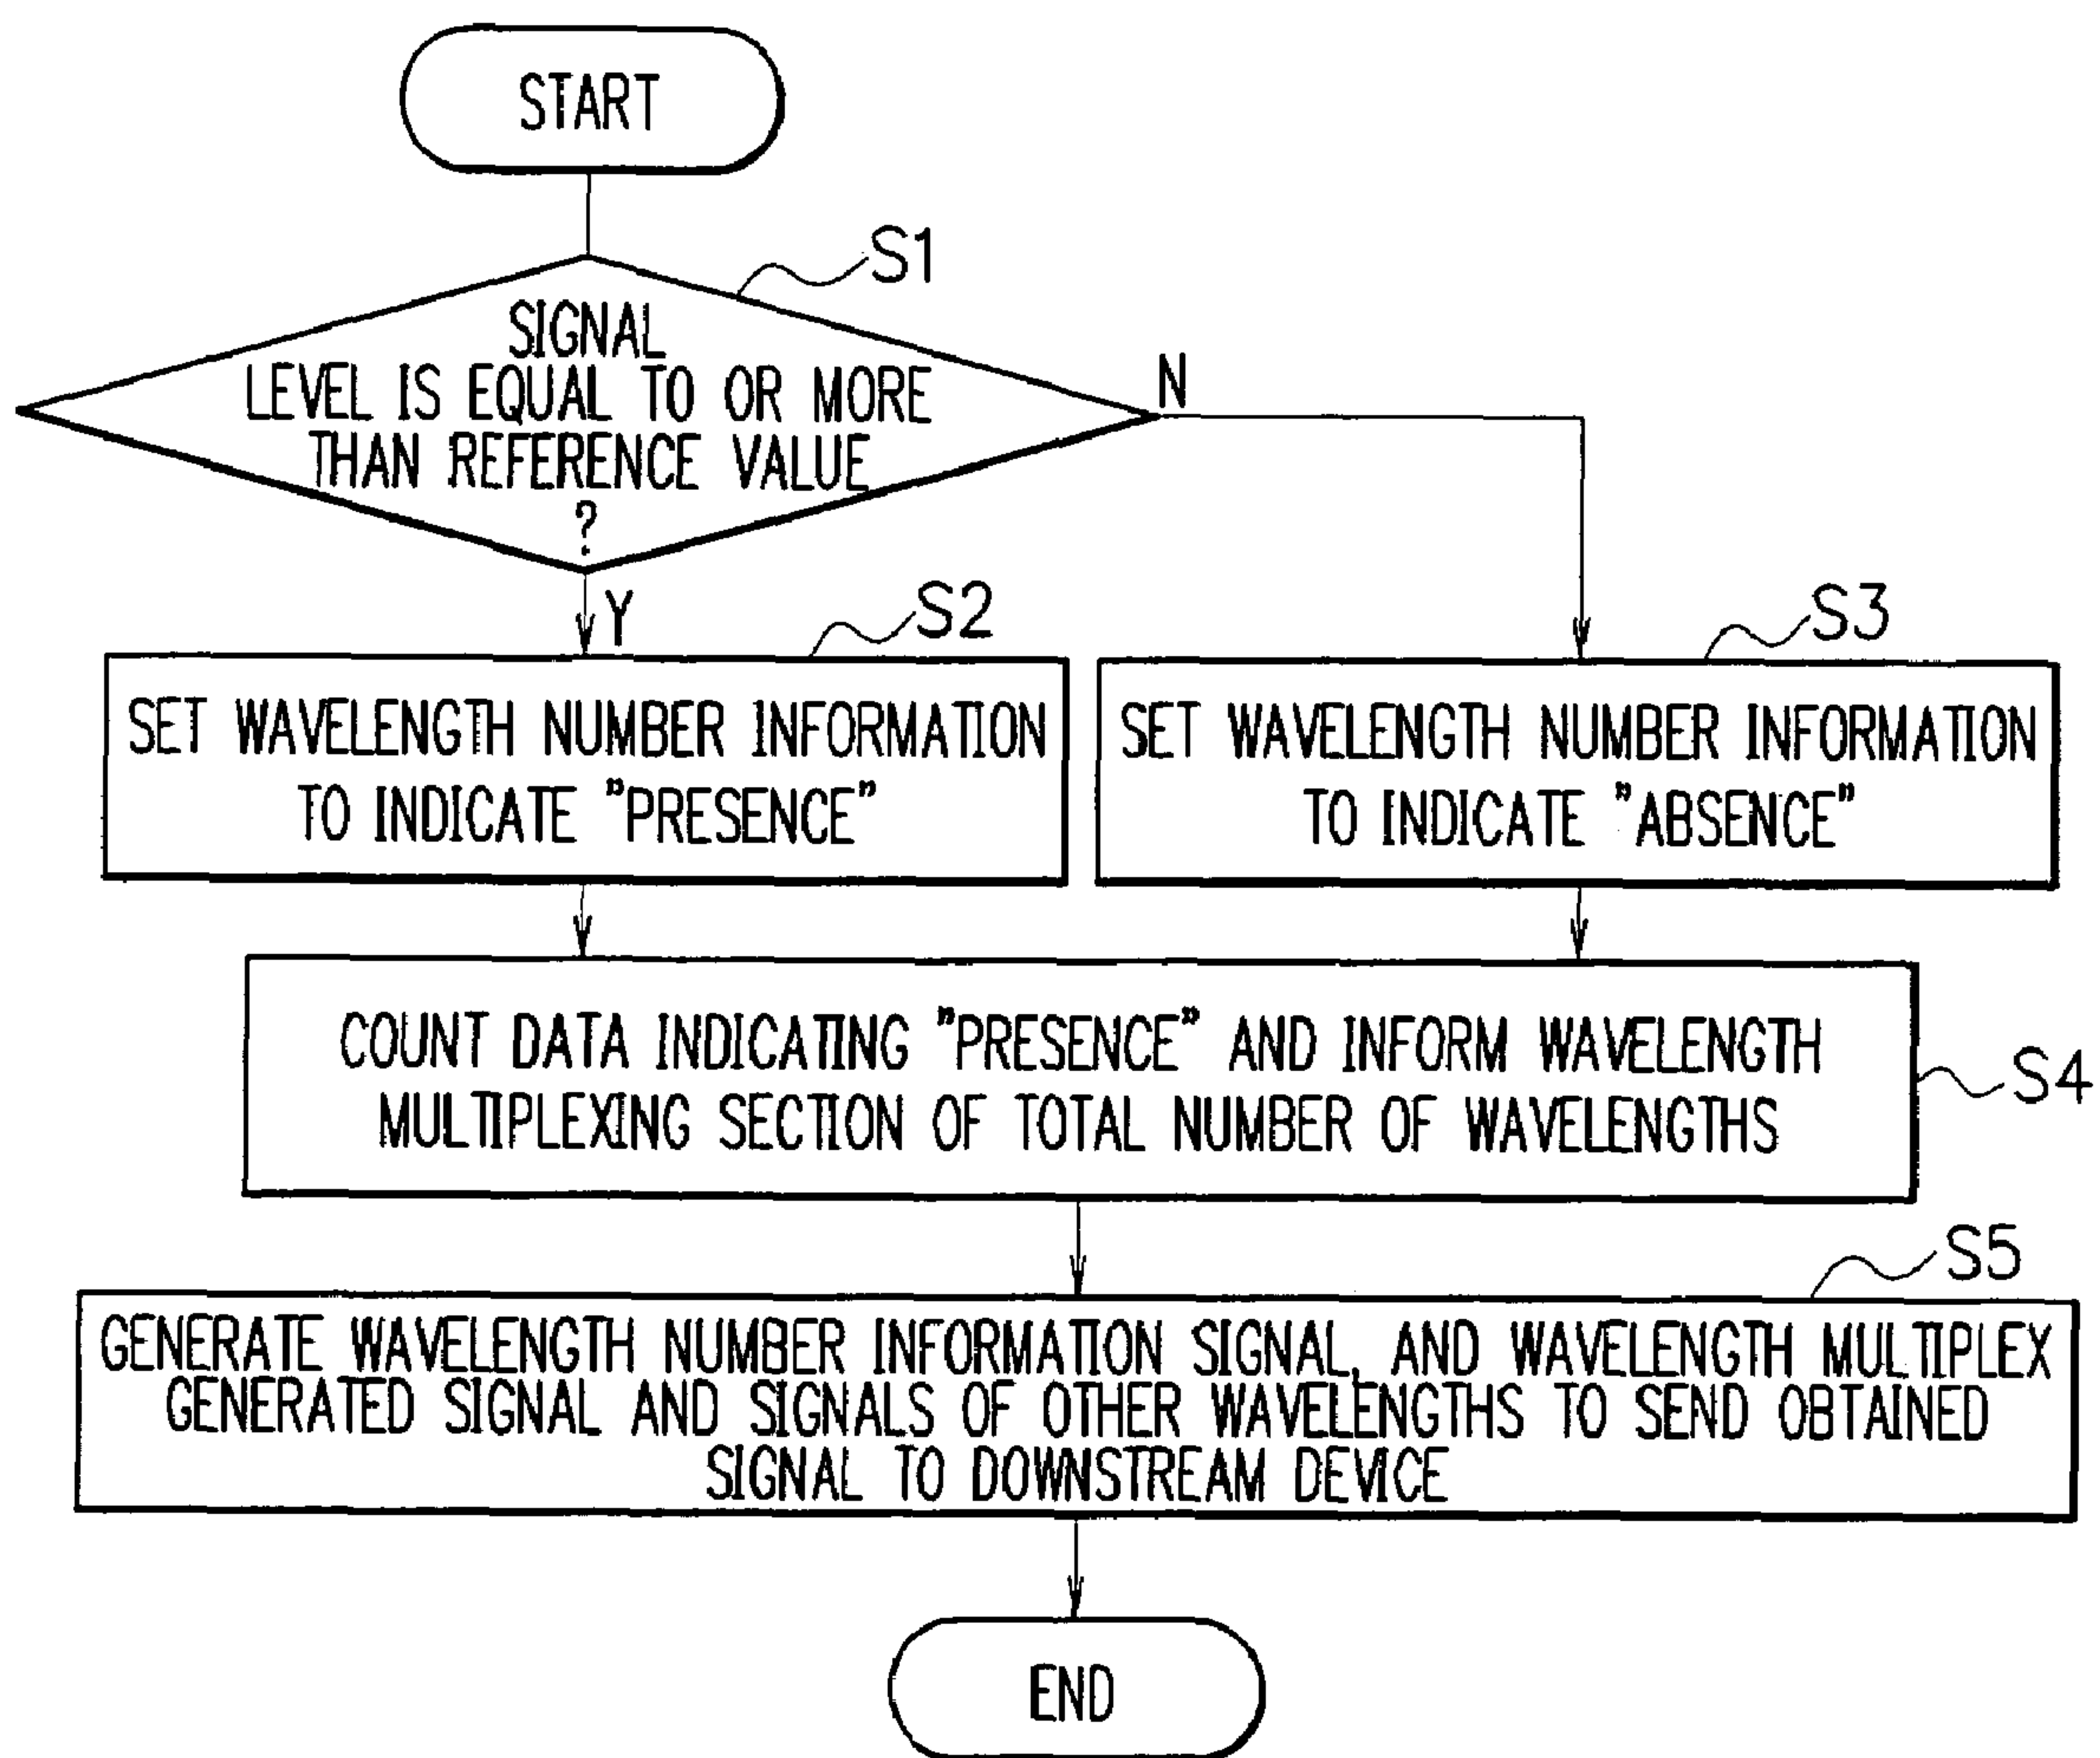 START
S1
SIGNAL
LEVEL IS EQUAL TO OR MORE
THAN REFERENCE VALUE
?
N
Y
S2
SET WAVELENGTH NUMBER INFORMATION
TO INDICATE "PRESENCE"
S3
SET WAVELENGTH NUMBER INFORMATION
TO INDICATE "ABSENCE"
COUNT DATA INDICATING "PRESENCE" AND INFORM WAVELENGTH
MULTIPLEXING SECTION OF TOTAL NUMBER OF WAVELENGTHS
S4
S5
GENERATE WAVELENGTH NUMBER INFORMATION SIGNAL, AND WAVELENGTH MULTIPLEX
GENERATED SIGNAL AND SIGNALS OF OTHER WAVELENGTHS TO SEND OBTAINED
SIGNAL TO DOWNSTREAM DEVICE
END